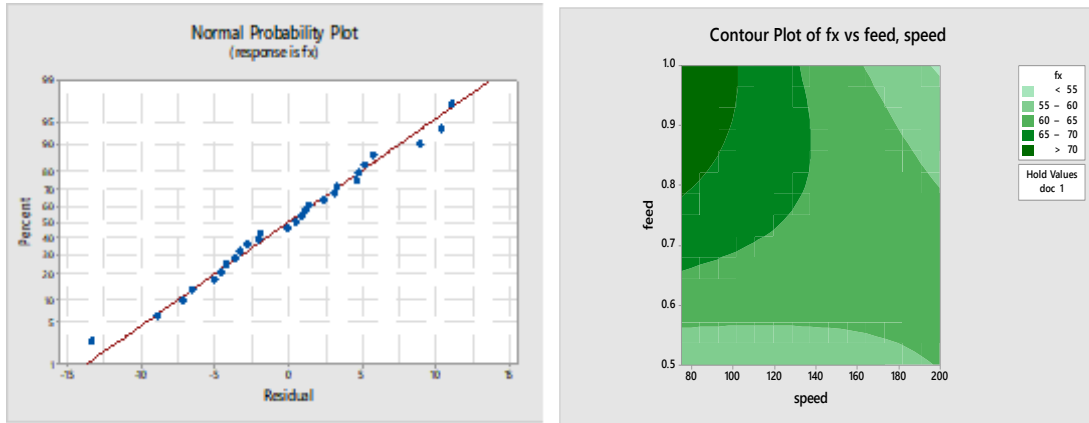 Normal Probability Plot
(response is fx)
99
95
90
80
70
60
50
40
30
20
10
5
1
Percent
-15
-10
-5
0
5
10
15
Residual
Contour Plot of fx vs feed, speed
1.0
0.9
0.8
0.7
0.6
0.5
feed
80
100
120
140
160
180
200
speed
fx
< 55
55 – 60
60 – 65
65 – 70
> 70
Hold Values
doc 1